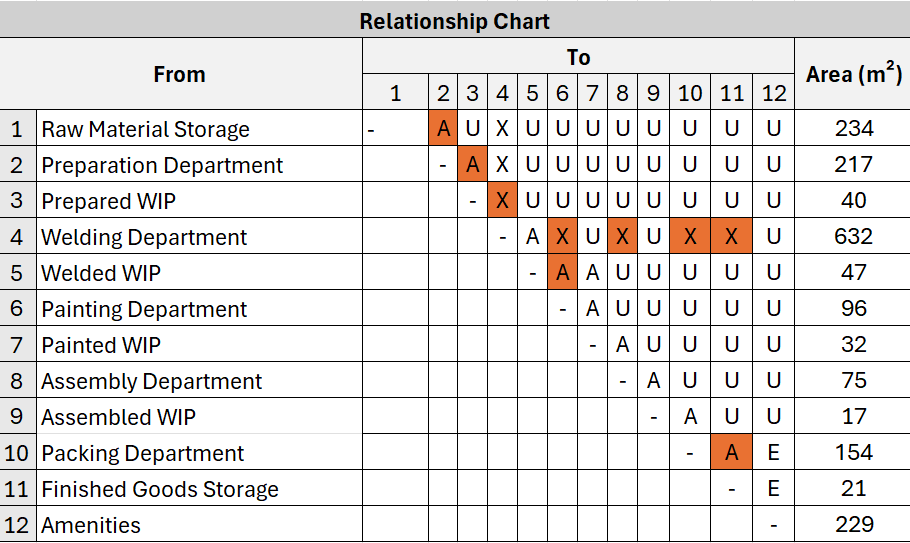 Relationship Chart
From To Area (m²)
1 2 3 4 5 6 7 8 9 10 11 12
1 Raw Material Storage - A U X U U U U U U U U 234
2 Preparation Department - A X U U U U U U U U 217
3 Prepared WIP - X U U U U U U U U 40
4 Welding Department - A X U X U X X U 632
5 Welded WIP - A A U U U U U 47
6 Painting Department - A U U U U U 96
7 Painted WIP - A U U U U 32
8 Assembly Department - A U U U 75
9 Assembled WIP - A U U 17
10 Packing Department - A E 154
11 Finished Goods Storage - E 21
12 Amenities - 229